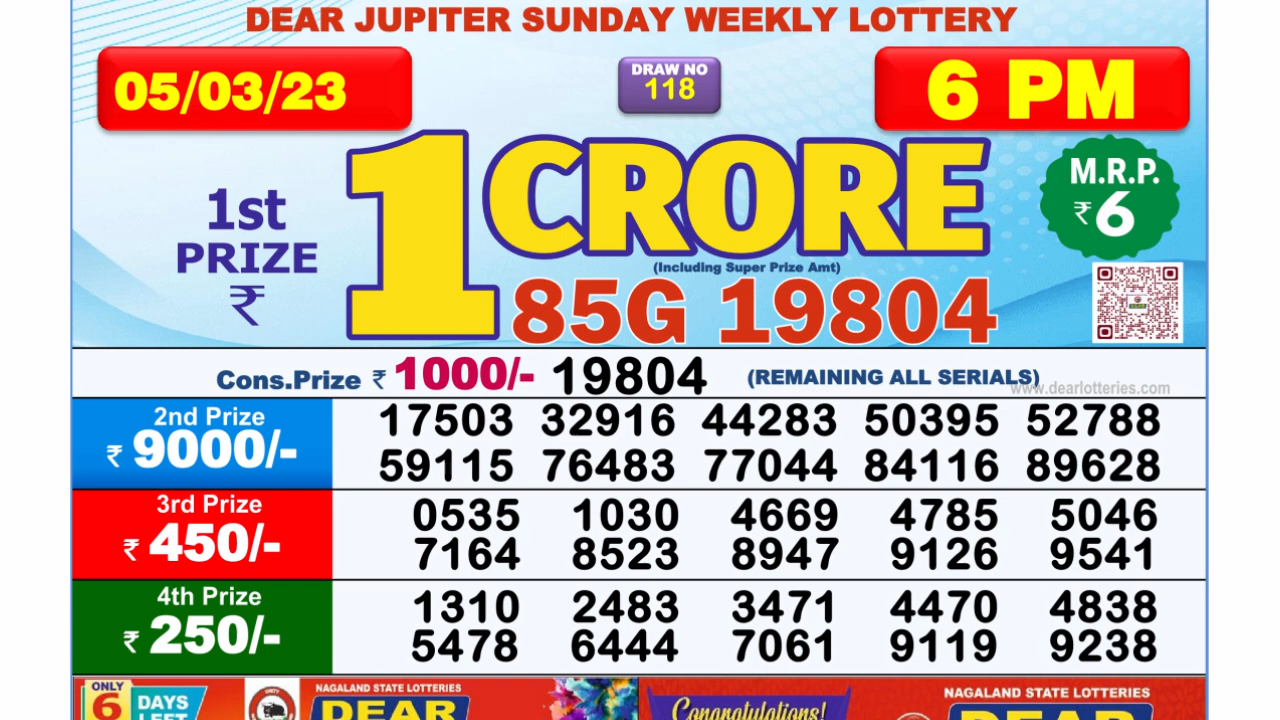 DEAR JUPITER SUNDAY WEEKLY LOTTERY
05/03/23
DRAW NO
118
6 PM
1st
PRIZE
₹
1 CRORE
(Including Super Prize Amt)
85G 19804
M.R.P.
₹ 6
Cons.Prize ₹ 1000/- 19804 (REMAINING ALL SERIALS)
www.dearlotteries.com
2nd Prize
₹ 9000/-
17503 32916 44283 50395 52788
59115 76483 77044 84116 89628
3rd Prize
₹ 450/-
0535 1030 4669 4785 5046
7164 8523 8947 9126 9541
4th Prize
₹ 250/-
1310 2483 3471 4470 4838
5478 6444 7061 9119 9238
ONLY
6 DAYS
LEFT
UNITY
NAGALAND STATE LOTTERIES
DEAR
Congratulations!
NAGALAND STATE LOTTERIES
DEAR